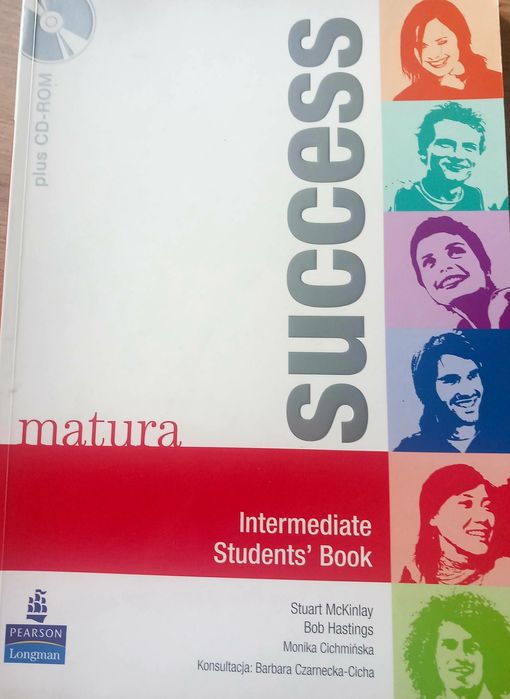 plus CD-ROM
success
matura
Intermediate
Students' Book
Stuart McKinlay
Bob Hastings
Monika Cichmińska
Konsultacja: Barbara Czarnecka-Cicha
PEARSON
Longman